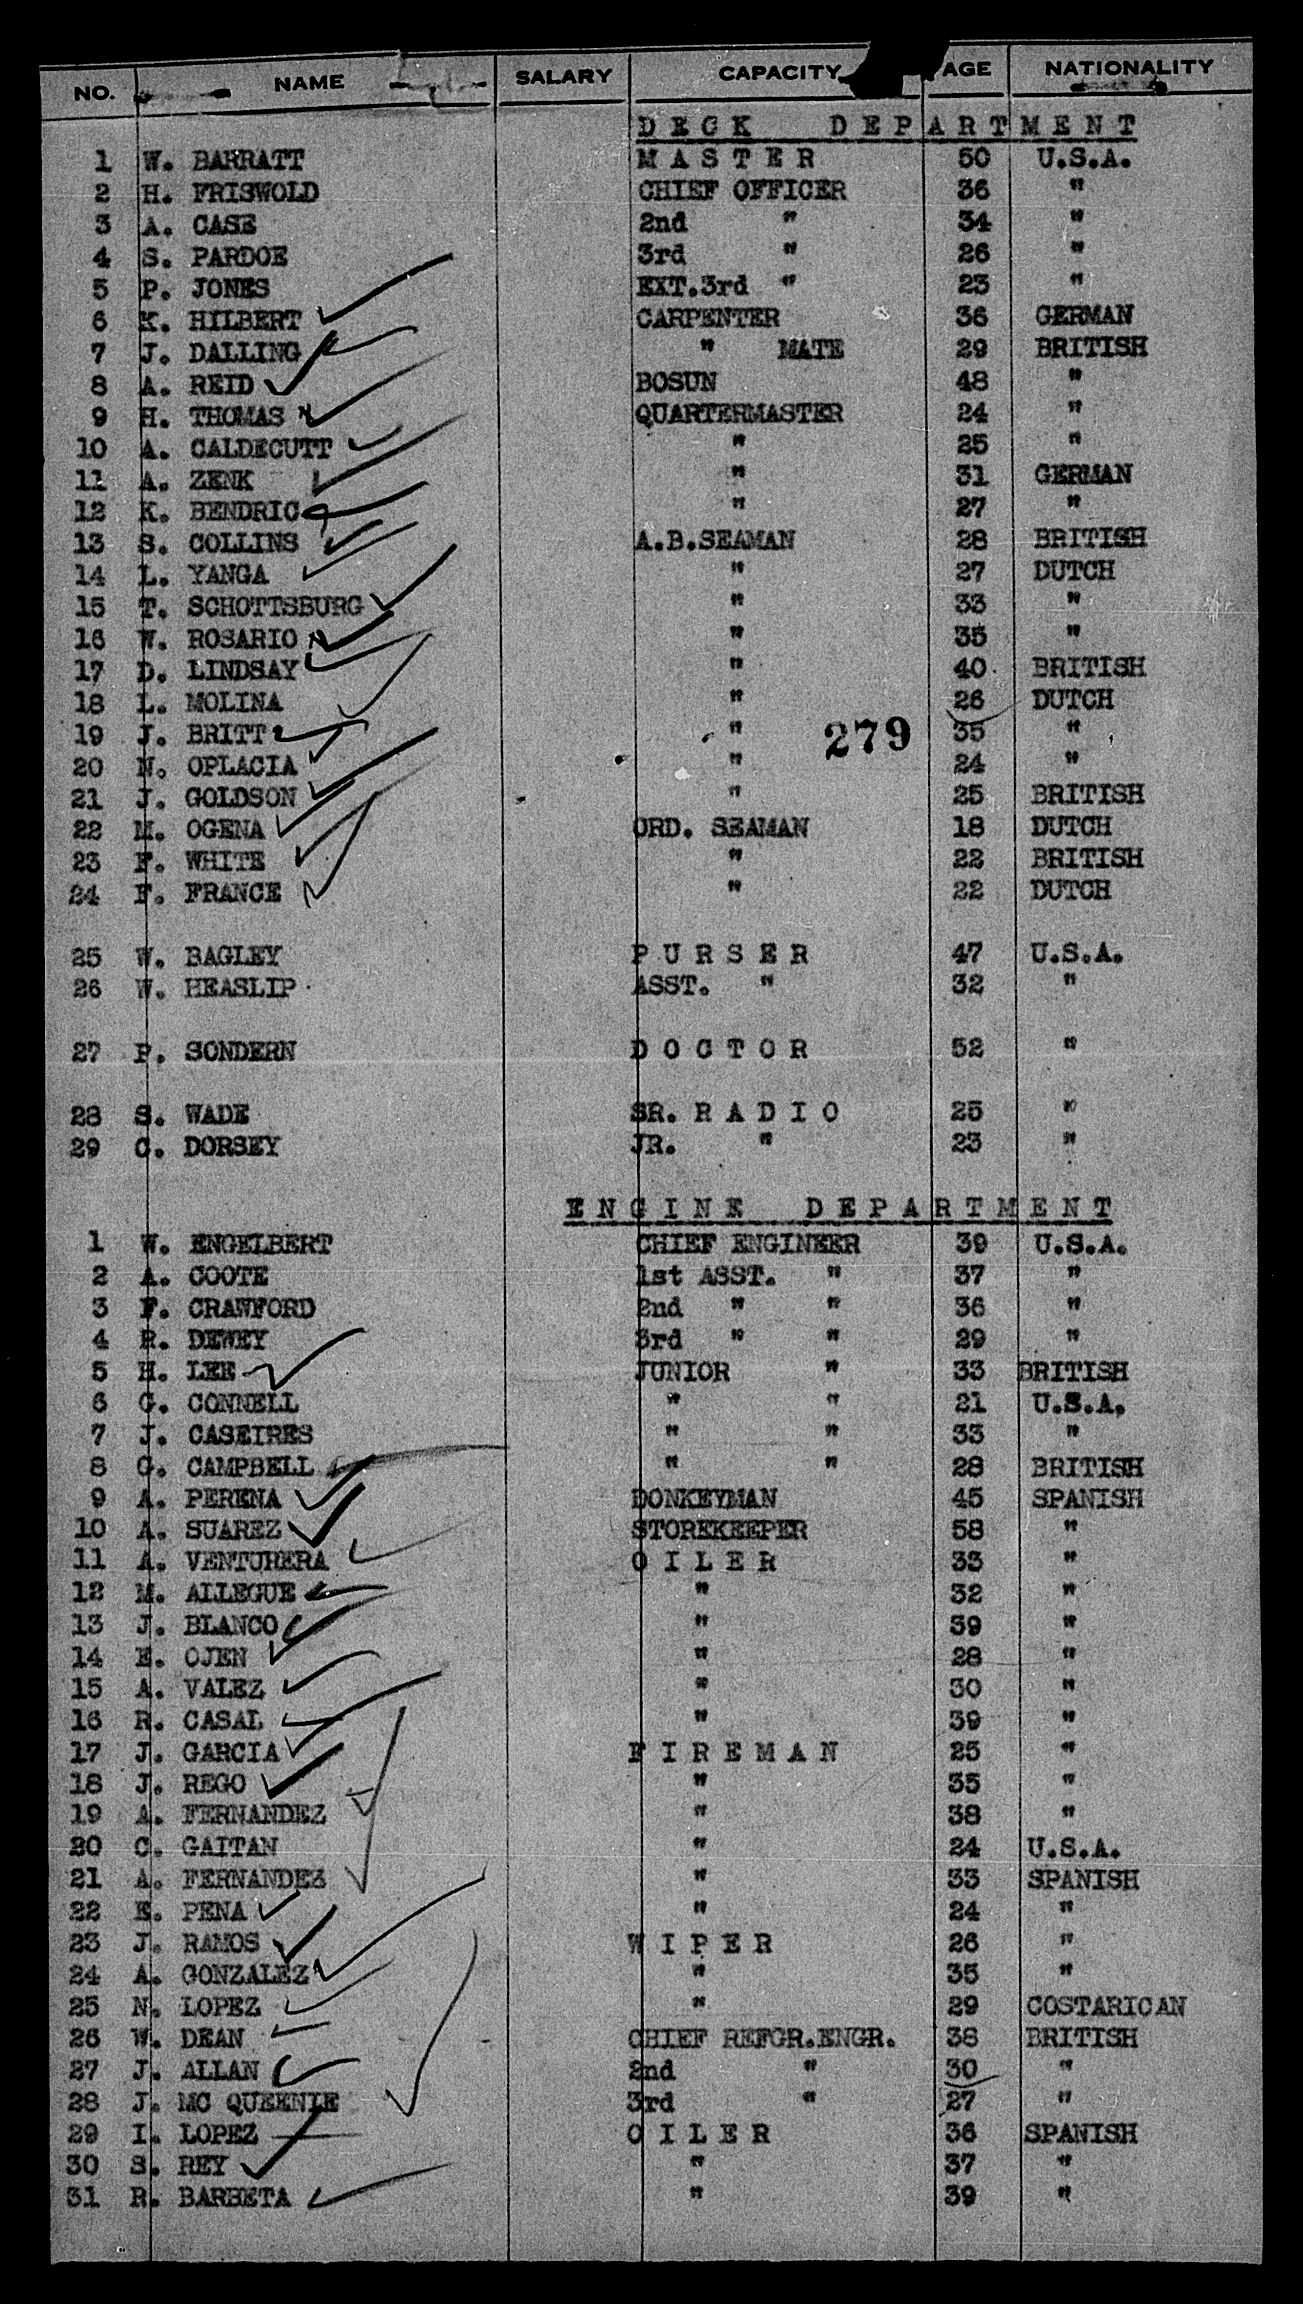 NO. NAME SALARY CAPACITY AGE NATIONALITY
DECK DEPARTMENT
1 W. BARRATT MASTER 50 U.S.A.
2 H. FRISWOLD CHIEF OFFICER 36 "
3 A. CASE 2nd " 34 "
4 S. PARDOE 3rd " 26 "
5 P. JONES EXT.3rd " 23 "
6 K. HILBERT CARPENTER 36 GERMAN
7 J. DALLING " MATE 29 BRITISH
8 A. REID BOSUN 48 "
9 H. THOMAS QUARTERMASTER 24 "
10 A. CALDECUTT " 25 "
11 A. ZENK " 31 GERMAN
12 K. BENDRIC " 27 "
13 S. COLLINS A.B.SEAMAN 28 BRITISH
14 L. YANGA " 27 DUTCH
15 T. SCHOTTSBURG " 33 "
16 W. ROSARIO " 35 "
17 D. LINDSAY " 40 BRITISH
18 L. MOLINA " 26 DUTCH
19 J. BRITT " 279 35 "
20 N. OPLACIA " 24 "
21 J. GOLDSON " 25 BRITISH
22 M. OGENA ORD. SEAMAN 18 DUTCH
23 F. WHITE " 22 BRITISH
24 F. FRANCE " 22 DUTCH
25 W. BAGLEY PURSER 47 U.S.A.
26 W. HEASLIP ASST. " 32 "
27 P. SONDERN DOCTOR 52 "
28 S. WADE SR. RADIO 25 "
29 C. DORSEY JR. " 23 "
ENGINE DEPARTMENT
1 W. ENGELBERT CHIEF ENGINEER 39 U.S.A.
2 A. COOTE 1st ASST. " 37 "
3 F. CRAWFORD 2nd " " 36 "
4 R. DEWEY 3rd " " 29 "
5 H. LEE JUNIOR " 33 BRITISH
6 G. CONNELL " " 21 U.S.A.
7 J. CASEIRES " " 33 "
8 G. CAMPBELL " " 28 BRITISH
9 A. PERENA DONKEYMAN 45 SPANISH
10 A. SUAREZ STOREKEEPER 58 "
11 A. VENTURERA OILER 33 "
12 M. ALLEGUE " 32 "
13 J. BLANCO " 39 "
14 E. OJEN " 28 "
15 A. VALEZ " 30 "
16 R. CASAL " 39 "
17 J. GARCIA FIREMAN 25 "
18 J. REGO " 35 "
19 A. FERNANDEZ " 38 "
20 C. GAITAN " 24 U.S.A.
21 A. FERNANDEZ " 33 SPANISH
22 E. PENA " 24 "
23 J. RAMOS WIPER 26 "
24 A. GONZALEZ " 35 "
25 N. LOPEZ " 29 COSTARICAN
26 W. DEAN CHIEF REFGR.ENGR. 38 BRITISH
27 J. ALLAN 2nd " 30 "
28 J. MC QUEENIE 3rd " 27 "
29 I. LOPEZ OILER 36 SPANISH
30 S. REY " 37 "
31 R. BARBETA " 39 "